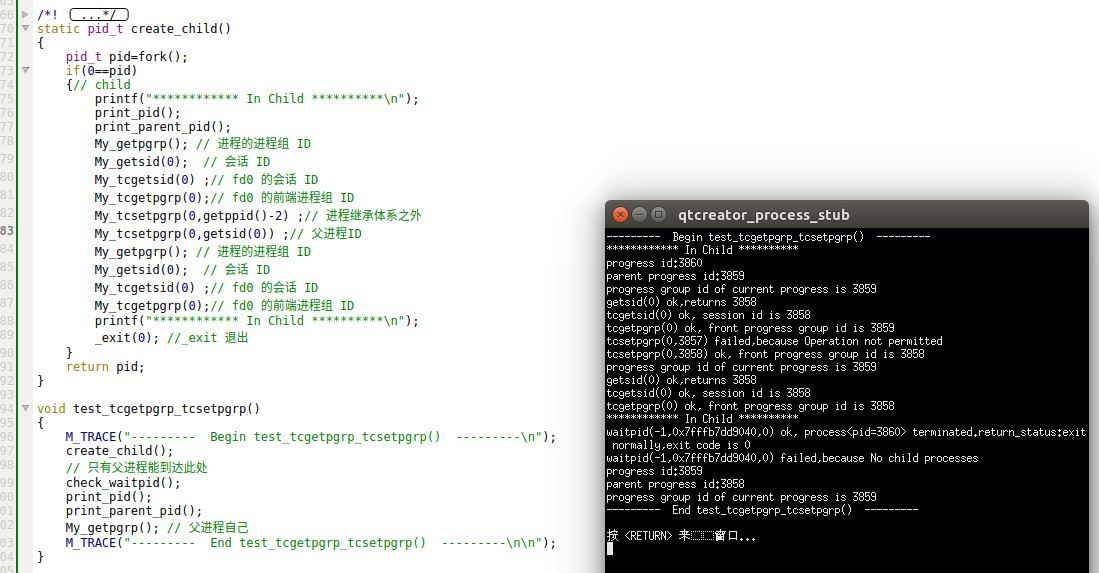 66 /*! ...*/
70 static pid_t create_child()
71 {
72 pid_t pid=fork();
73 if(0==pid)
74 {// child
75 printf("************ In Child **********\n");
76 print_pid();
77 print_parent_pid();
78 My_getpgrp(); // 进程的进程组 ID
79 My_getsid(0); // 会话 ID
80 My_tcgetsid(0) ;// fd0 的会话 ID
81 My_tcgetpgrp(0);// fd0 的前端进程组 ID
82 My_tcsetpgrp(0,getppid()-2) ;// 进程继承体系之外
83 My_tcsetpgrp(0,getsid(0)) ;// 父进程ID
84 My_getpgrp(); // 进程的进程组 ID
85 My_getsid(0); // 会话 ID
86 My_tcgetsid(0) ;// fd0 的会话 ID
87 My_tcgetpgrp(0);// fd0 的前端进程组 ID
88 printf("************ In Child **********\n");
89 _exit(0); //_exit 退出
90 }
91 return pid;
92 }
93
94 void test_tcgetpgrp_tcsetpgrp()
95 {
96 M_TRACE("--------- Begin test_tcgetpgrp_tcsetpgrp() ---------\n");
97 create_child();
98 // 只有父进程能到达此处
99 check_waitpid();
00 print_pid();
01 print_parent_pid();
02 My_getpgrp(); // 父进程自己
03 M_TRACE("--------- End test_tcgetpgrp_tcsetpgrp() ---------\n\n");
04 }
qtcreator_process_stub
--------- Begin test_tcgetpgrp_tcsetpgrp() ---------
************ In Child **********
progress id:3860
parent progress id:3859
progress group id of current progress is 3859
getsid(0) ok,returns 3858
tcgetsid(0) ok, session id is 3858
tcgetpgrp(0) ok, front progress group id is 3859
tcsetpgrp(0,3857) failed,because Operation not permitted
tcsetpgrp(0,3858) ok, front progress group id is 3858
progress group id of current progress is 3859
getsid(0) ok,returns 3858
tcgetsid(0) ok, session id is 3858
tcgetpgrp(0) ok, front progress group id is 3858
************ In Child **********
waitpid(-1,0x7fffb7dd9040,0) ok, process<pid=3860> terminated.return_status:exit
normally,exit code is 0
waitpid(-1,0x7fffb7dd9040,0) failed,because No child processes
progress id:3859
parent progress id:3858
progress group id of current progress is 3859
--------- End test_tcgetpgrp_tcsetpgrp() ---------
按 <RETURN> 来窗口...